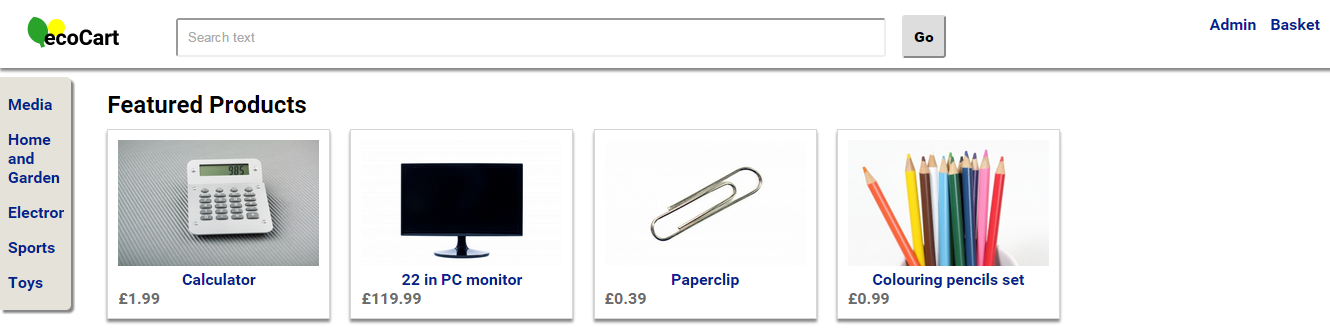 ecoCart
Search text
Go
Admin
Basket
Media
Home
and
Garden
Electror
Sports
Toys
Featured Products
985
Calculator
£1.99
22 in PC monitor
£119.99
Paperclip
£0.39
Colouring pencils set
£0.99